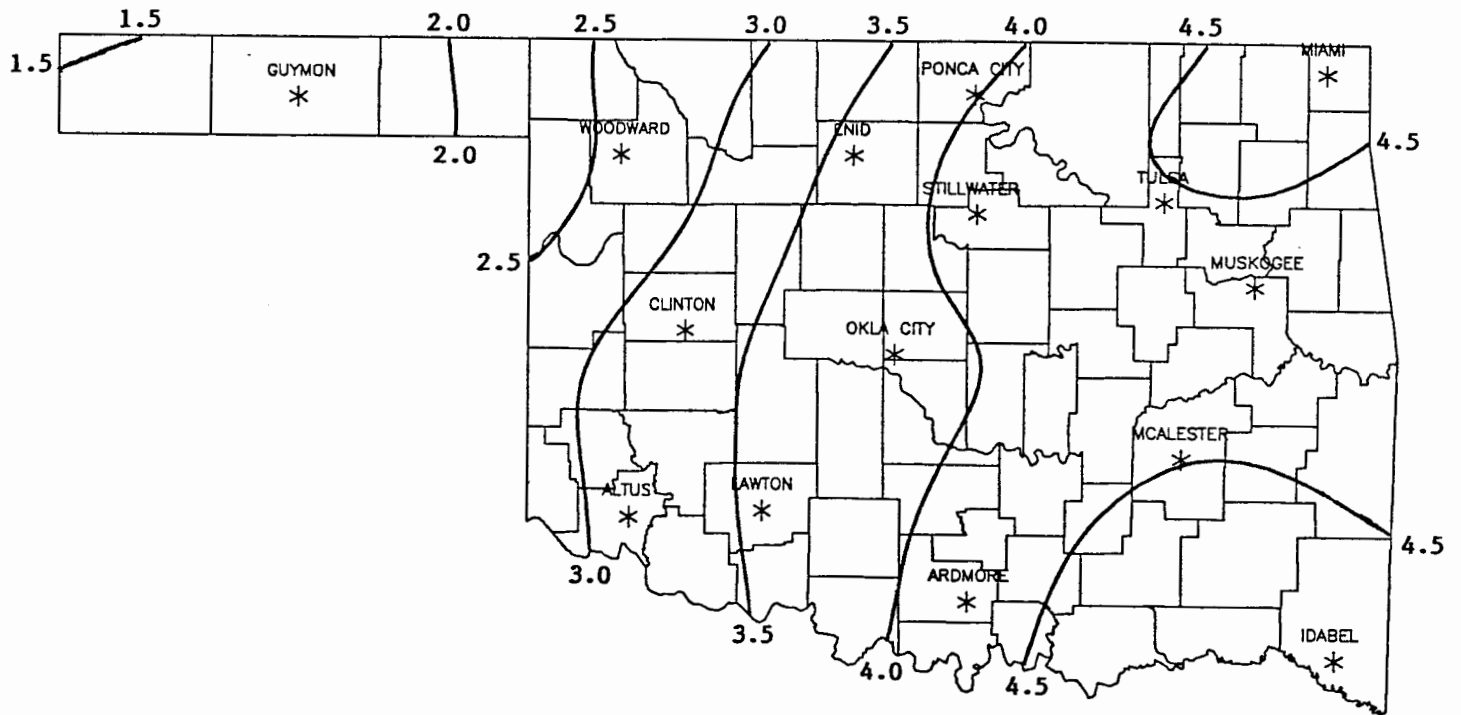 1.5
2.0
2.5
3.0
3.5
4.0
4.5
1.5
GUYMON
PONCA CITY
MIAMI
WOODWARD
ENID
2.0
4.5
TULSA
STILLWATER
2.5
MUSKOGEE
CLINTON
OKLA CITY
MCALESTER
ALTUS
LAWTON
4.5
3.0
ARDMORE
3.5
IDABEL
4.0
4.5